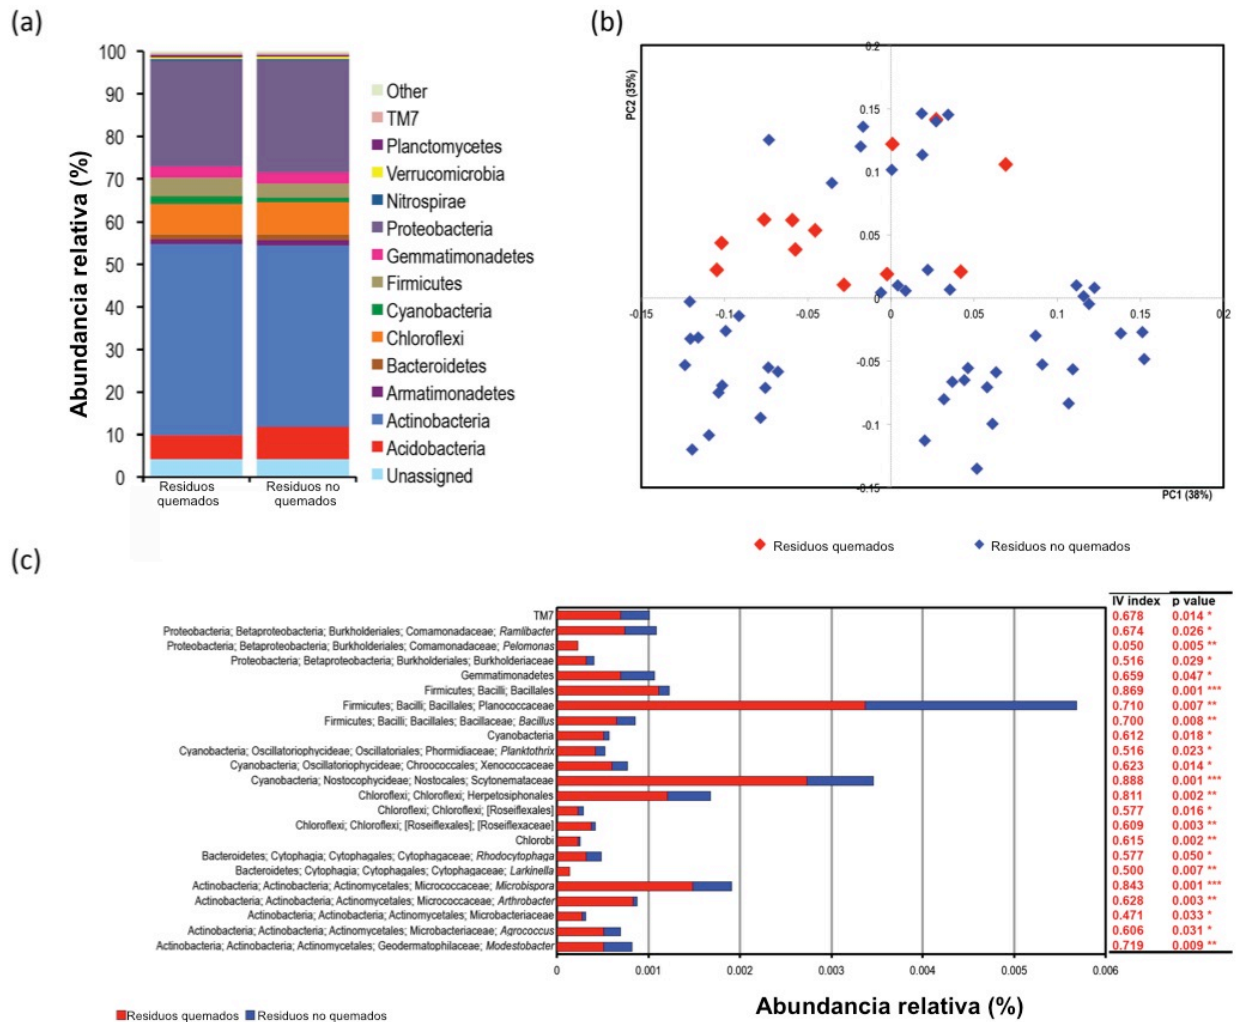 (a)
100
90
80
70
60
50
40
30
20
10
0
Abundancia relativa (%)
Residuos quemados
Residuos no quemados
Other
TM7
Planctomycetes
Verrucomicrobia
Nitrospirae
Proteobacteria
Gemmatimonadetes
Firmicutes
Cyanobacteria
Chloroflexi
Bacteroidetes
Armatimonadetes
Actinobacteria
Acidobacteria
Unassigned
(b)
PC2 (35%)
0.2
0.15
0.1
0.05
0
-0.05
-0.1
-0.15
-0.15 -0.1 -0.05 0 0.05 0.1 0.15 0.2
PC1 (38%)
Residuos quemados Residuos no quemados
(c)
IV index p value
TM7 0.678 0.014 *
Proteobacteria; Betaproteobacteria; Burkholderiales; Comamonadaceae; Ramlibacter 0.674 0.026 *
Proteobacteria; Betaproteobacteria; Burkholderiales; Comamonadaceae; Pelomonas 0.050 0.005 **
Proteobacteria; Betaproteobacteria; Burkholderiales; Burkholderiaceae 0.516 0.029 *
Gemmatimonadetes 0.659 0.047 *
Firmicutes; Bacilli; Bacillales 0.869 0.001 ***
Firmicutes; Bacilli; Bacillales; Planococcaceae 0.710 0.007 **
Firmicutes; Bacilli; Bacillales; Bacillaceae; Bacillus 0.700 0.008 **
Cyanobacteria 0.612 0.018 *
Cyanobacteria; Oscillatoriophycideae; Oscillatoriales; Phormidiaceae; Planktothrix 0.516 0.023 *
Cyanobacteria; Oscillatoriophycideae; Chroococcales; Xenococcaceae 0.623 0.014 *
Cyanobacteria; Nostocophycideae; Nostocales; Scytonemataceae 0.888 0.001 ***
Chloroflexi; Chloroflexi; Herpetosiphonales 0.811 0.002 **
Chloroflexi; Chloroflexi; [Roseiflexales] 0.577 0.016 *
Chloroflexi; Chloroflexi; [Roseiflexales]; [Roseiflexaceae] 0.609 0.003 **
Chlorobi 0.615 0.002 **
Bacteroidetes; Cytophagia; Cytophagales; Cytophagaceae; Rhodocytophaga 0.577 0.050 *
Bacteroidetes; Cytophagia; Cytophagales; Cytophagaceae; Larkinella 0.500 0.007 **
Actinobacteria; Actinobacteria; Actinomycetales; Micrococcaceae; Microbispora 0.843 0.001 ***
Actinobacteria; Actinobacteria; Actinomycetales; Micrococcaceae; Arthrobacter 0.628 0.003 **
Actinobacteria; Actinobacteria; Actinomycetales; Microbacteriaceae 0.471 0.033 *
Actinobacteria; Actinobacteria; Actinomycetales; Microbacteriaceae; Agrococcus 0.606 0.031 *
Actinobacteria; Actinobacteria; Actinomycetales; Geodermatophilaceae; Modestobacter 0.719 0.009 **
0 0.001 0.002 0.003 0.004 0.005 0.006
Abundancia relativa (%)
Residuos quemados Residuos no quemados